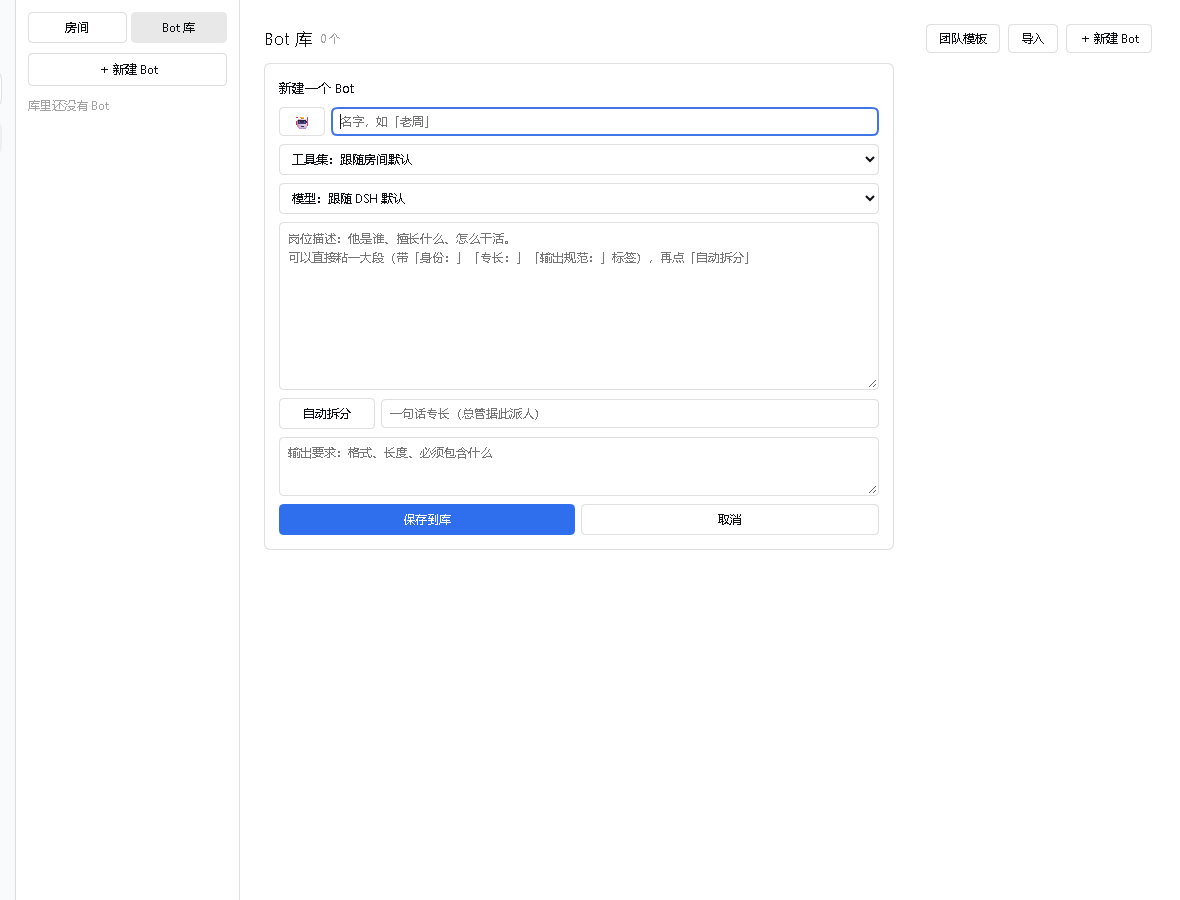 房间
Bot 库
+ 新建 Bot
库里还没有 Bot
Bot 库 0 个
团队模板
导入
+ 新建 Bot
新建一个 Bot
名字，如「老周」
工具集：跟随房间默认
模型：跟随 DSH 默认
岗位描述：他是谁、擅长什么、怎么干活。
可以直接粘一大段（带「身份：」「专长：」「输出规范：」标签），再点「自动拆分」
自动拆分
一句话专长（总管据此派人）
输出要求：格式、长度、必须包含什么
保存到库
取消